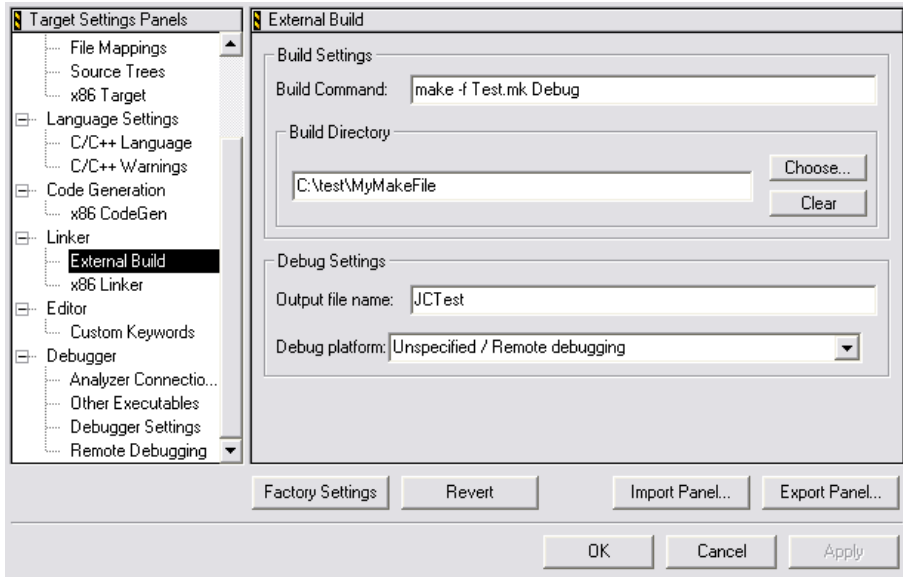 Target Settings Panels
File Mappings
Source Trees
x86 Target
Language Settings
C/C++ Language
C/C++ Warnings
Code Generation
x86 CodeGen
Linker
External Build
x86 Linker
Editor
Custom Keywords
Debugger
Analyzer Connectio...
Other Executables
Debugger Settings
Remote Debugging
External Build
Build Settings
Build Command: make -f Test.mk Debug
Build Directory
C:\test\MyMakeFile
Choose...
Clear
Debug Settings
Output file name: JCTest
Debug platform: Unspecified / Remote debugging
Factory Settings Revert Import Panel... Export Panel...
OK Cancel Apply